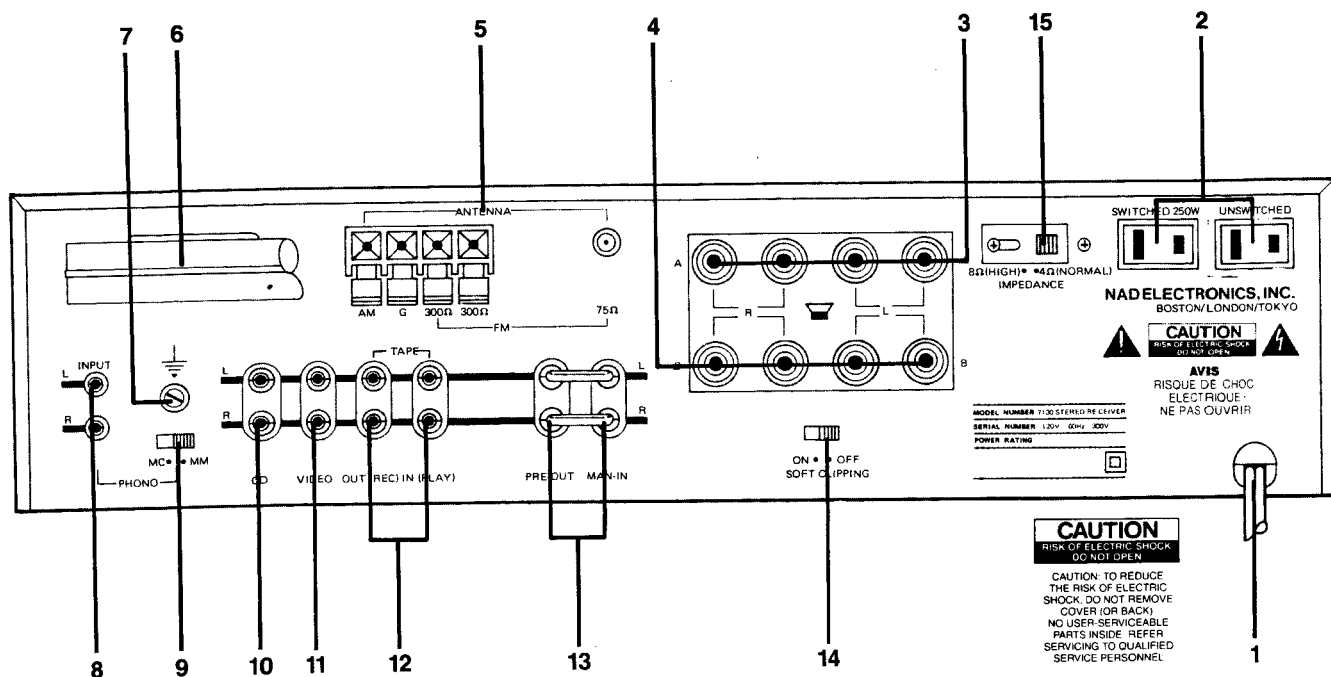 7 6 5 4 3 15 2
ANTENNA
SWITCHED 250W
UNSWITCHED
A
8Ω(HIGH)• •4Ω(NORMAL)
IMPEDANCE
AM G 300Ω 300Ω 75Ω
FM
R L
NAD ELECTRONICS, INC.
BOSTON/LONDON/TOKYO
CAUTION
RISK OF ELECTRIC SHOCK
DO NOT OPEN
AVIS
RISQUE DE CHOC
ELECTRIQUE·
NE PAS OUVRIR
B B
INPUT
L
R
MC• •MM
PHONO
TAPE
L L
R R
CD VIDEO OUT (REC) IN (PLAY) PRE OUT MAN-IN
ON • • OFF
SOFT CLIPPING
MODEL NUMBER 7130 STEREO RECEIVER
SERIAL NUMBER 120V 60Hz 300V
POWER RATING
CAUTION
RISK OF ELECTRIC SHOCK
DO NOT OPEN
CAUTION: TO REDUCE
THE RISK OF ELECTRIC
SHOCK, DO NOT REMOVE
COVER (OR BACK)
NO USER-SERVICEABLE
PARTS INSIDE REFER
SERVICING TO QUALIFIED
SERVICE PERSONNEL
8 9 10 11 12 13 14 1